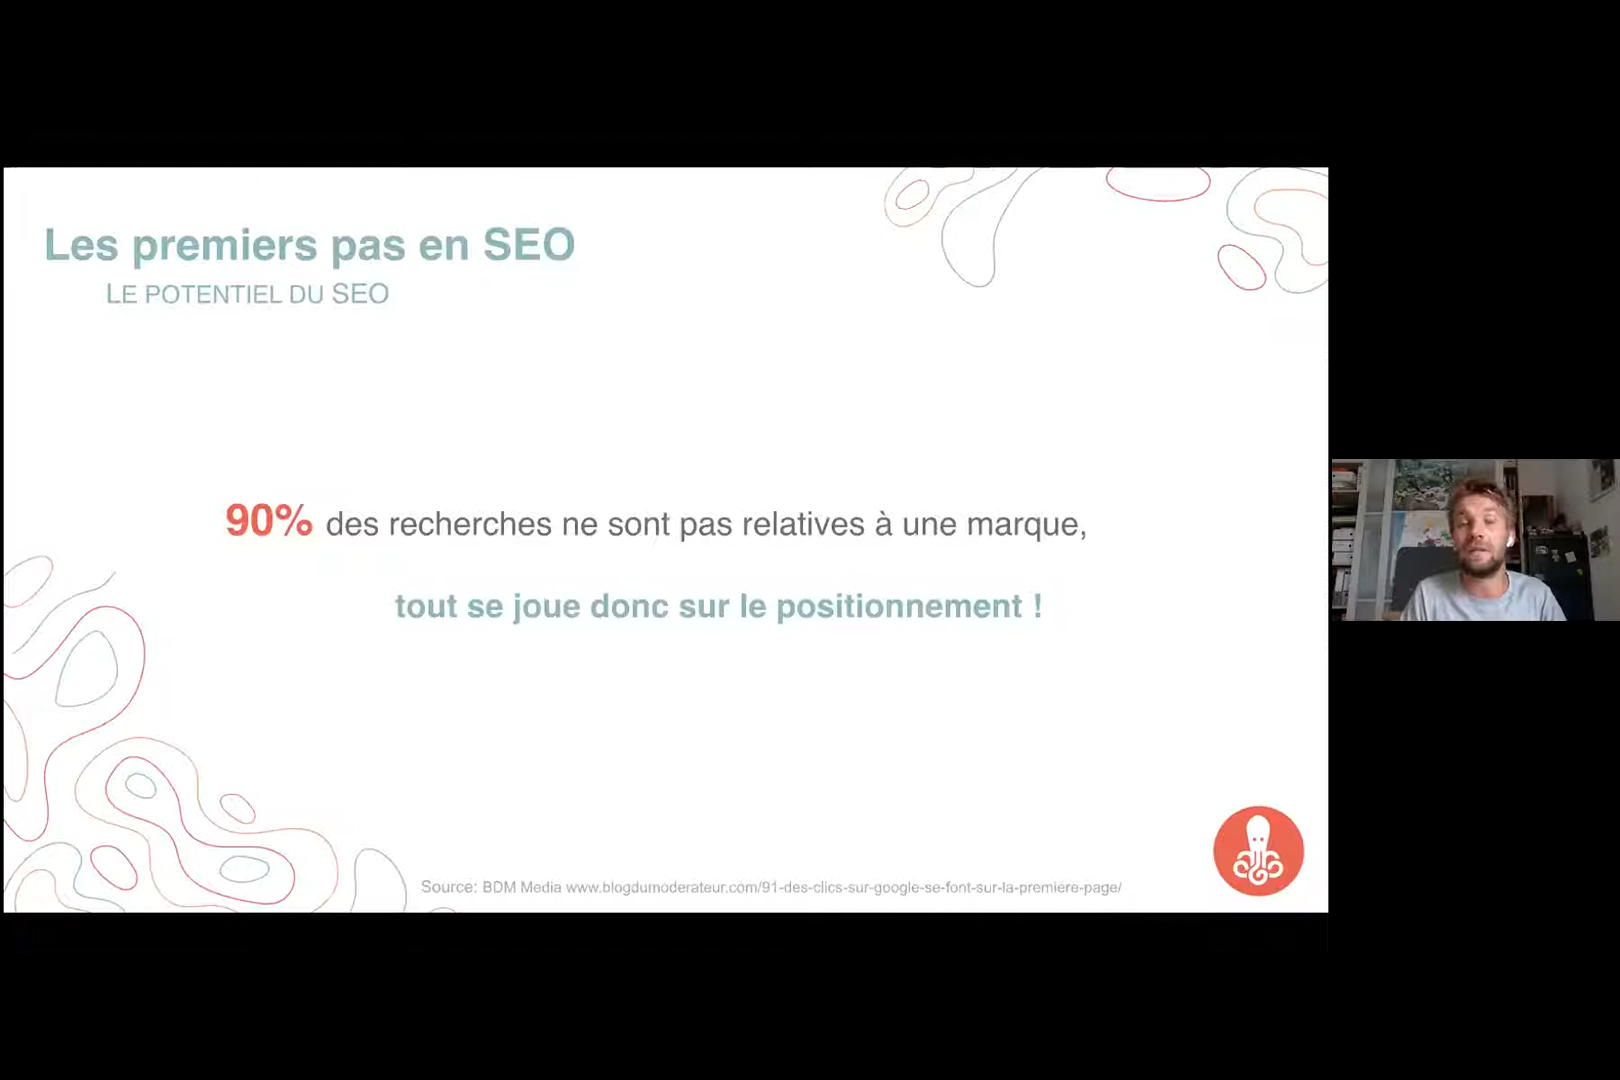 Les premiers pas en SEO
LE POTENTIEL DU SEO
90% des recherches ne sont pas relatives à une marque,
tout se joue donc sur le positionnement !
Source: BDM Media www.blogdumoderateur.com/91-des-clics-sur-google-se-font-sur-la-premiere-page/